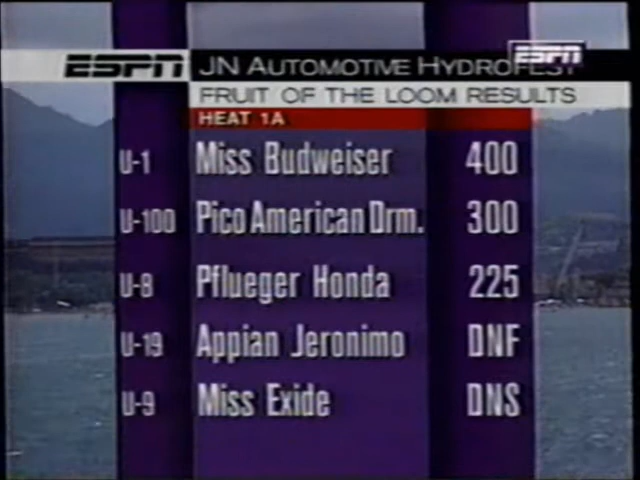 ESPN JN AUTOMOTIVE HYDROFEST ESPN
FRUIT OF THE LOOM RESULTS
HEAT 1A
U-1 Miss Budweiser 400
U-100 Pico American Drm. 300
U-8 Pflueger Honda 225
U-19 Appian Jeronimo DNF
U-9 Miss Exide DNS